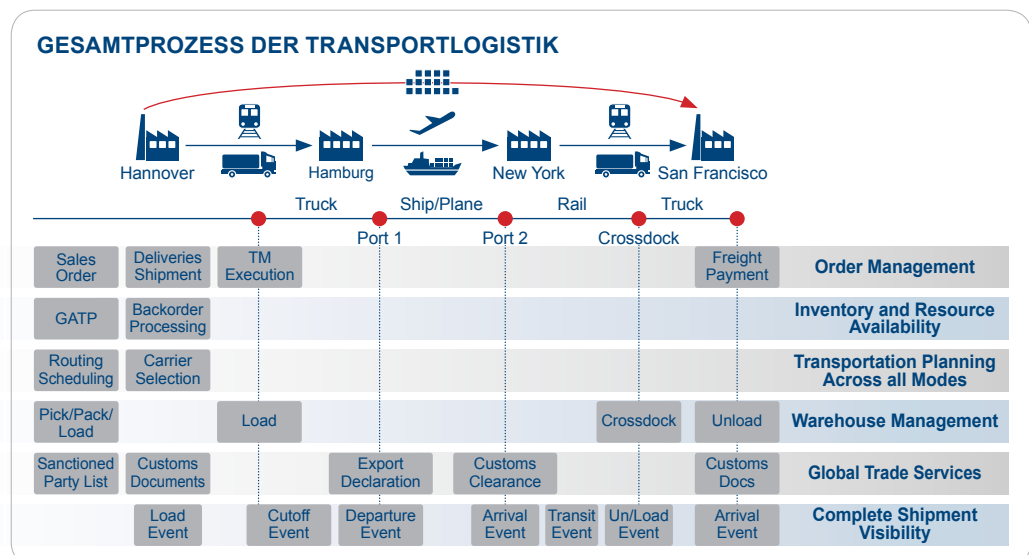 GESAMTPROZESS DER TRANSPORTLOGISTIK
Hannover
Hamburg
New York
San Francisco
Truck
Ship/Plane
Rail
Truck
Port 1
Port 2
Crossdock
Sales
Order
Deliveries
Shipment
TM
Execution
Freight
Payment
Order Management
GATP
Backorder
Processing
Inventory and Resource
Availability
Routing
Scheduling
Carrier
Selection
Transportation Planning
Across all Modes
Pick/Pack/
Load
Load
Crossdock
Unload
Warehouse Management
Sanctioned
Party List
Customs
Documents
Export
Declaration
Customs
Clearance
Customs
Docs
Global Trade Services
Load
Event
Cutoff
Event
Departure
Event
Arrival
Event
Transit
Event
Un/Load
Event
Arrival
Event
Complete Shipment
Visibility